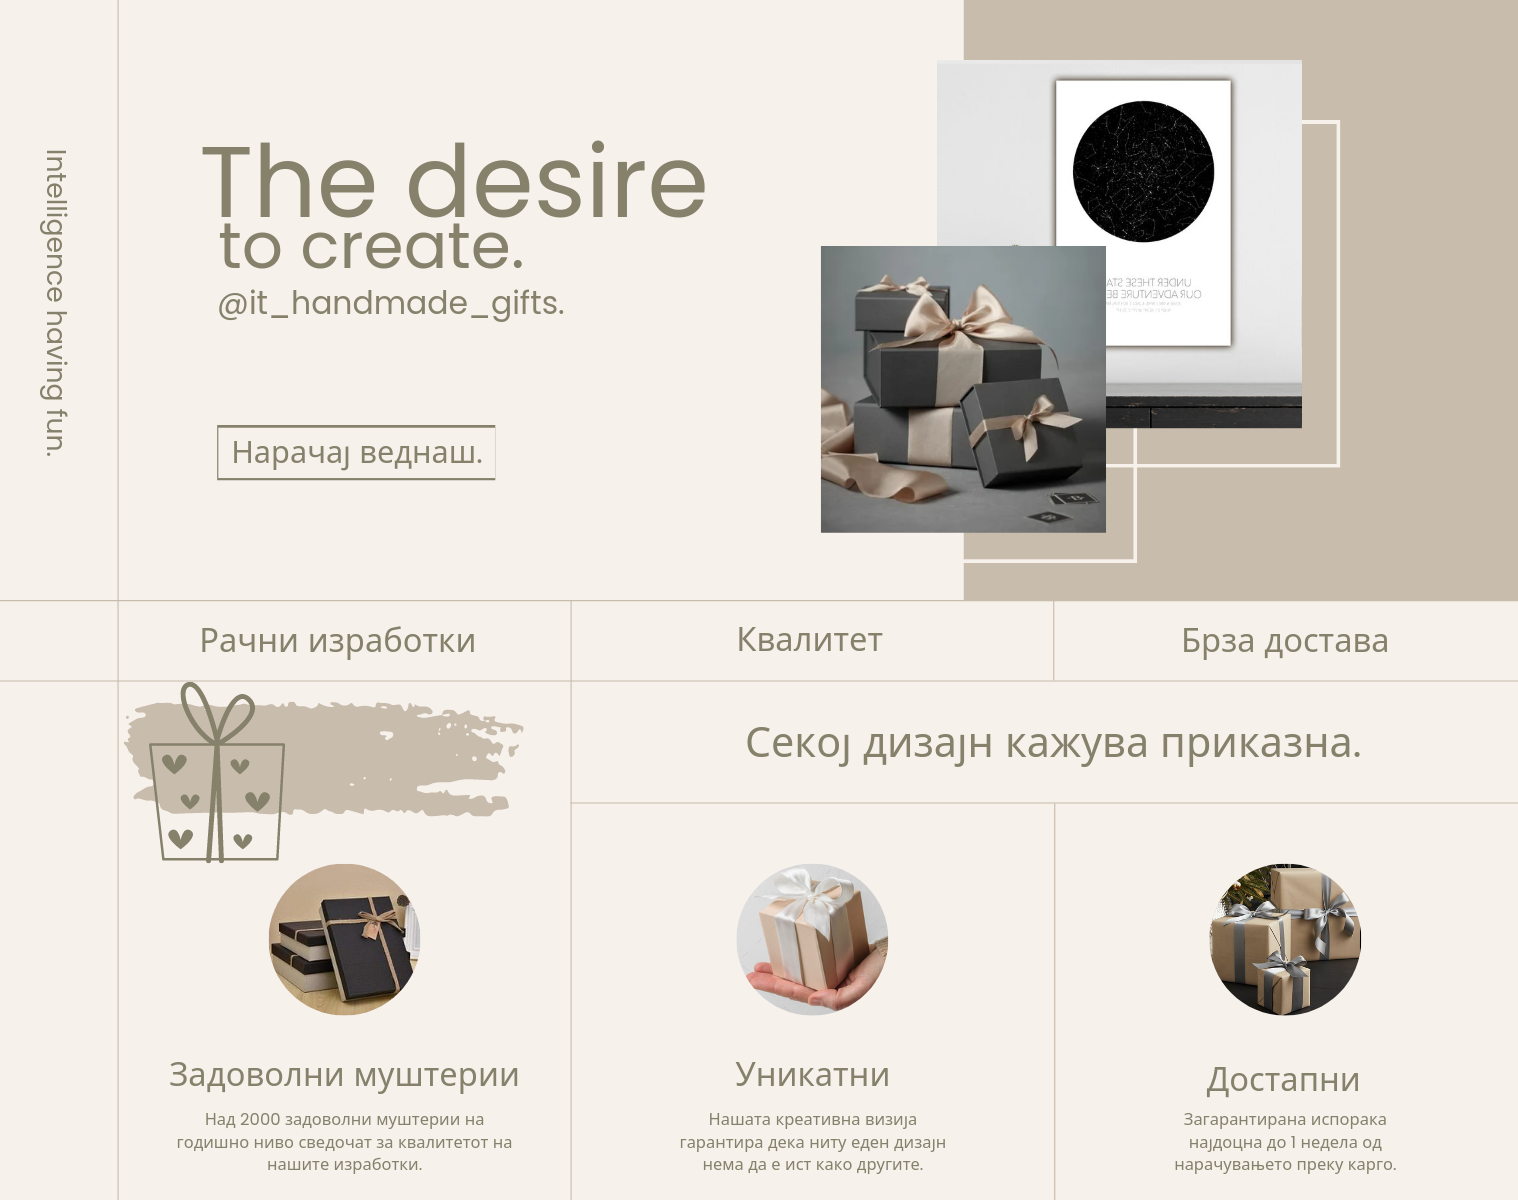 Intelligence having fun.
The desire
to create.
@it_handmade_gifts.
Нарачај веднаш.
UNDER THESE STA
OUR ADVENTURE BE
Рачни изработки
Квалитет
Брза достава
Секој дизајн кажува приказна.
Задоволни муштерии
Над 2000 задоволни муштерии на
годишно ниво сведочат за квалитетот на
нашите изработки.
Уникатни
Нашата креативна визија
гарантира дека ниту еден дизајн
нема да е ист како другите.
Достапни
Загарантирана испорака
најдоцна до 1 недела од
нарачувањето преку карго.